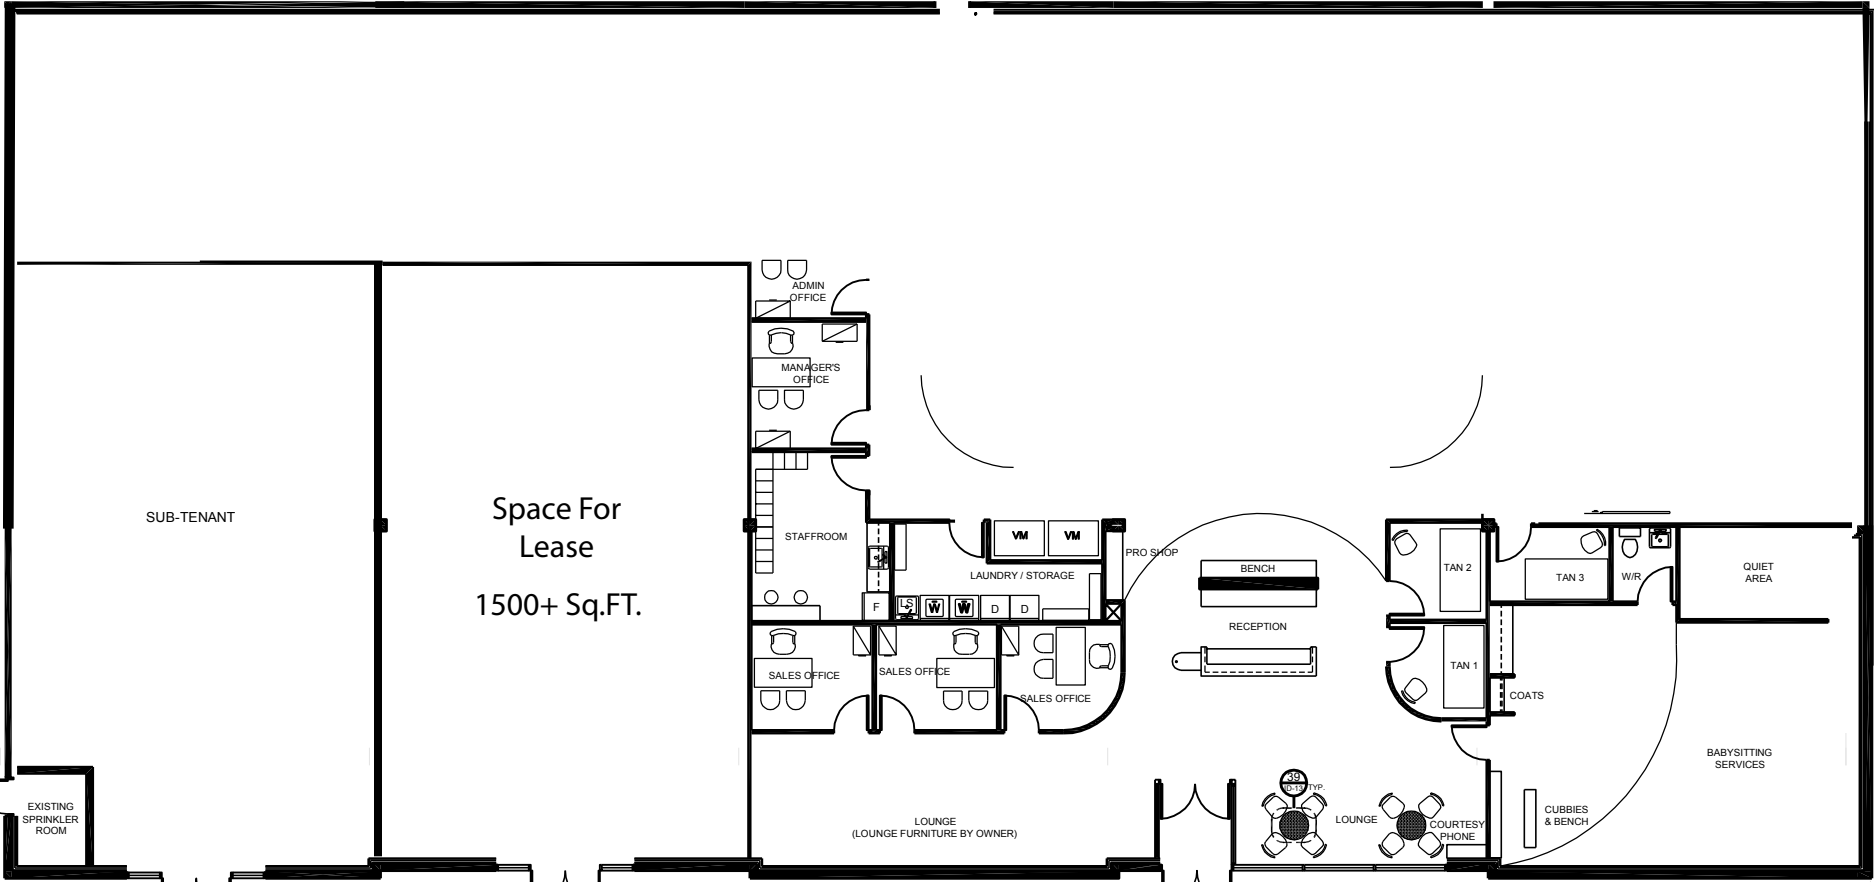 ADMIN
OFFICE
MANAGER'S
OFFICE
SUB-TENANT
Space For
Lease
1500+ Sq.FT.
STAFFROOM
VM
VM
PRO SHOP
LAUNDRY / STORAGE
F
LS
W
W
D
D
BENCH
RECEPTION
TAN 2
TAN 3
W/R
QUIET
AREA
SALES OFFICE
SALES OFFICE
SALES OFFICE
TAN 1
COATS
BABYSITTING
SERVICES
EXISTING
SPRINKLER
ROOM
LOUNGE
(LOUNGE FURNITURE BY OWNER)
39
ID-13
TYP.
LOUNGE
COURTESY
PHONE
CUBBIES
& BENCH